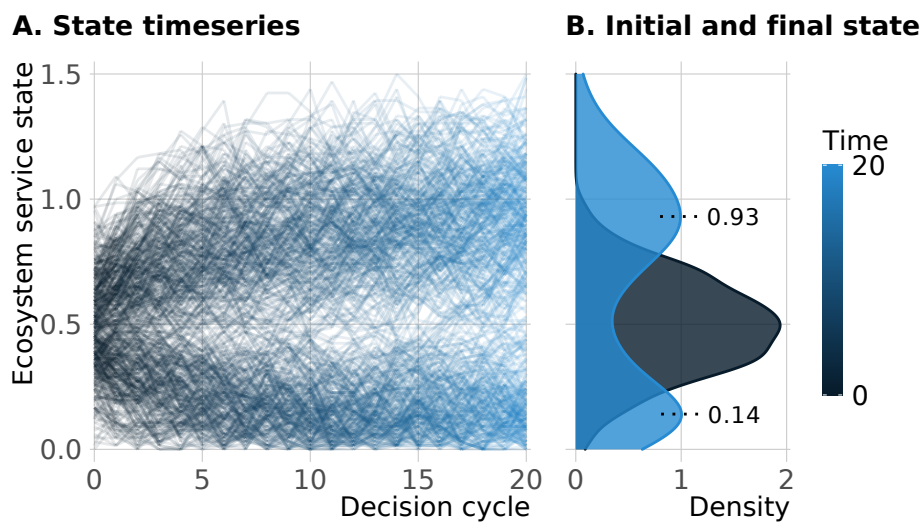 A. State timeseries
B. Initial and final state
Ecosystem service state
1.5
1.0
0.5
0.0
0
5
10
15
20
Decision cycle
0.93
0.14
0
1
2
Density
Time
20
0